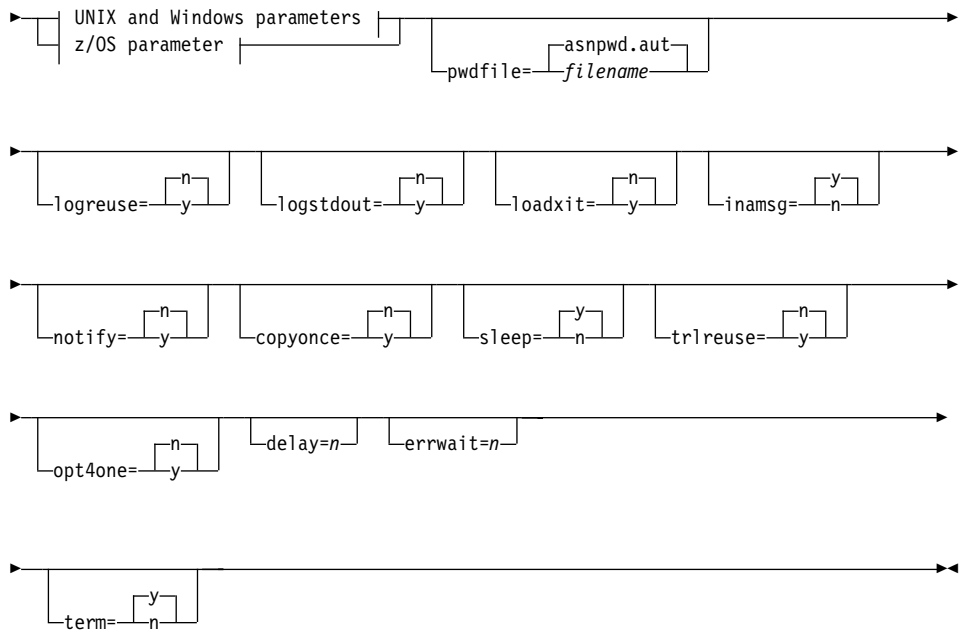 UNIX and Windows parameters
z/OS parameter
asnpwd.aut
pwdfile= filename
n n n y
logreuse= y logstdout= y loadxit= y inamsg= n
n n y n
notify= y copyonce= y sleep= n trlreuse= y
n
opt4one= y delay=n errwait=n
y
term= n